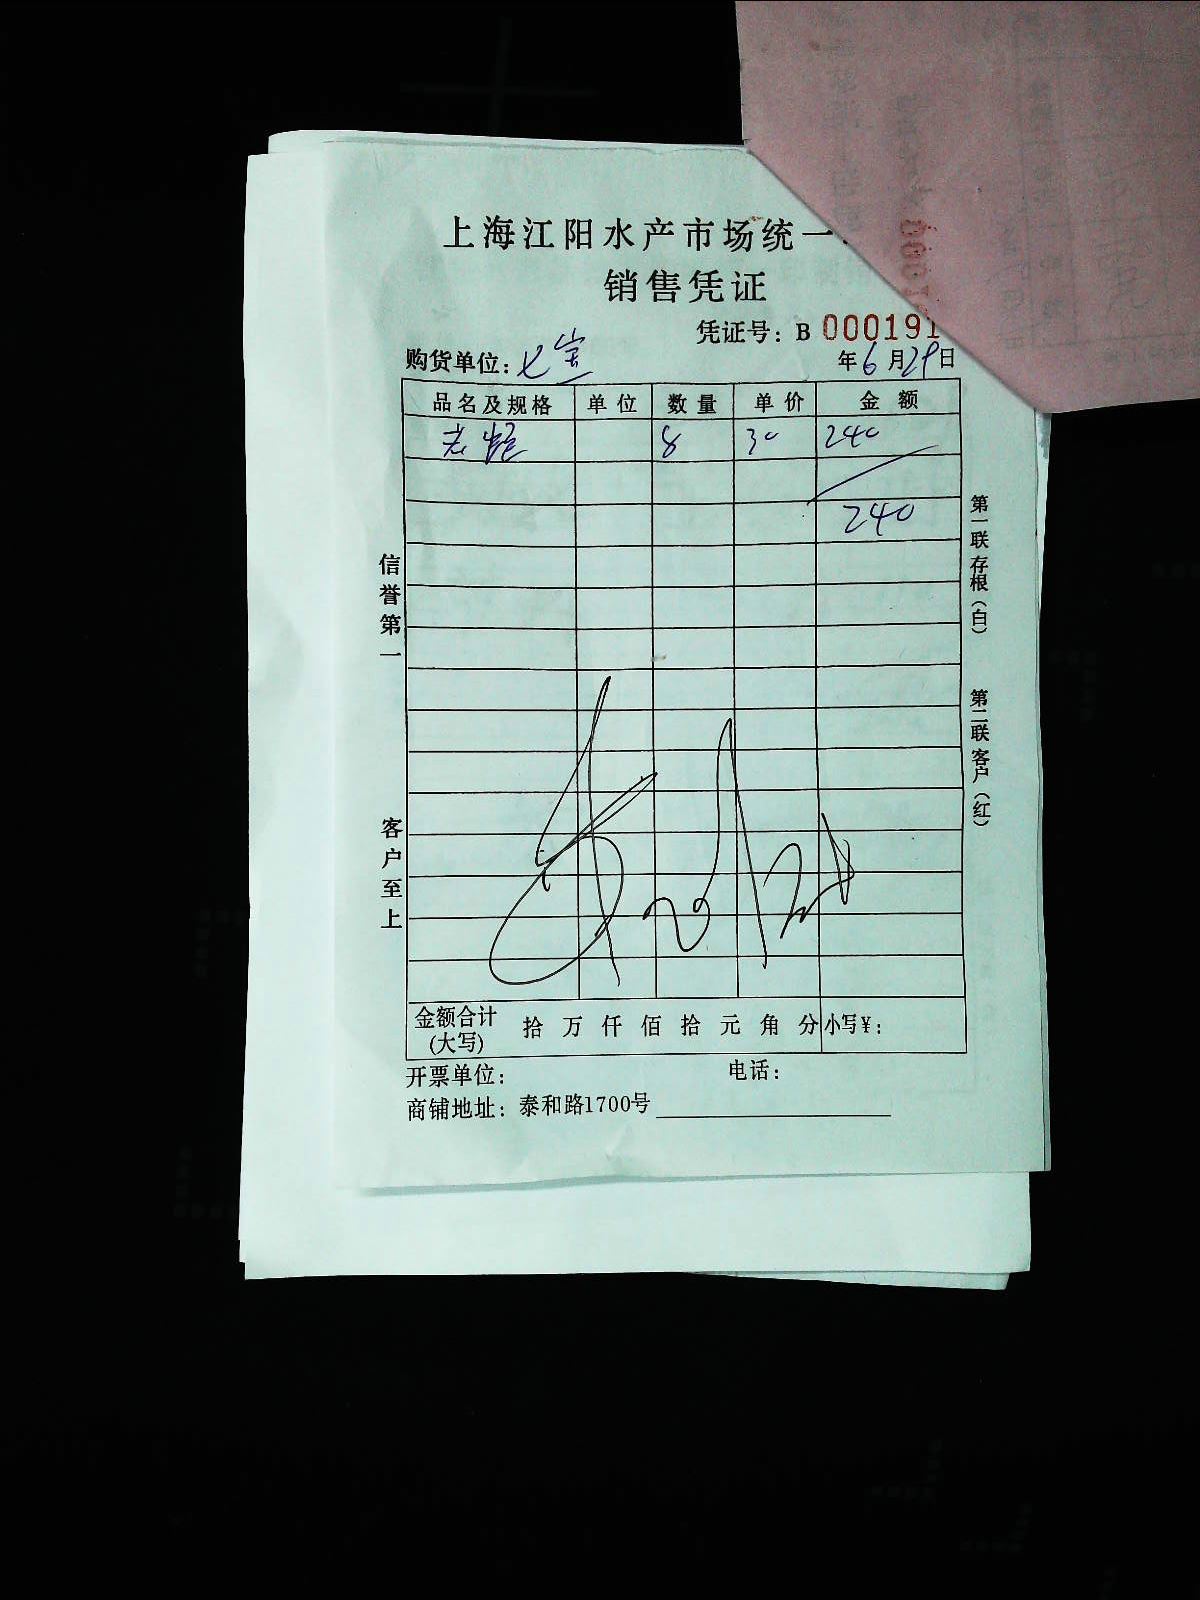 上海江阳水产市场统一
销售凭证
凭证号：B 000191
购货单位：七宝
年6月29日
品名及规格 单位 数量 单价 金额
8 30 240
240
信誉第一
客户至上
第一联存根（白）
第二联客户（红）
金额合计(大写) 拾 万 仟 佰 拾 元 角 分 小写¥：
开票单位： 电话：
商铺地址：泰和路1700号